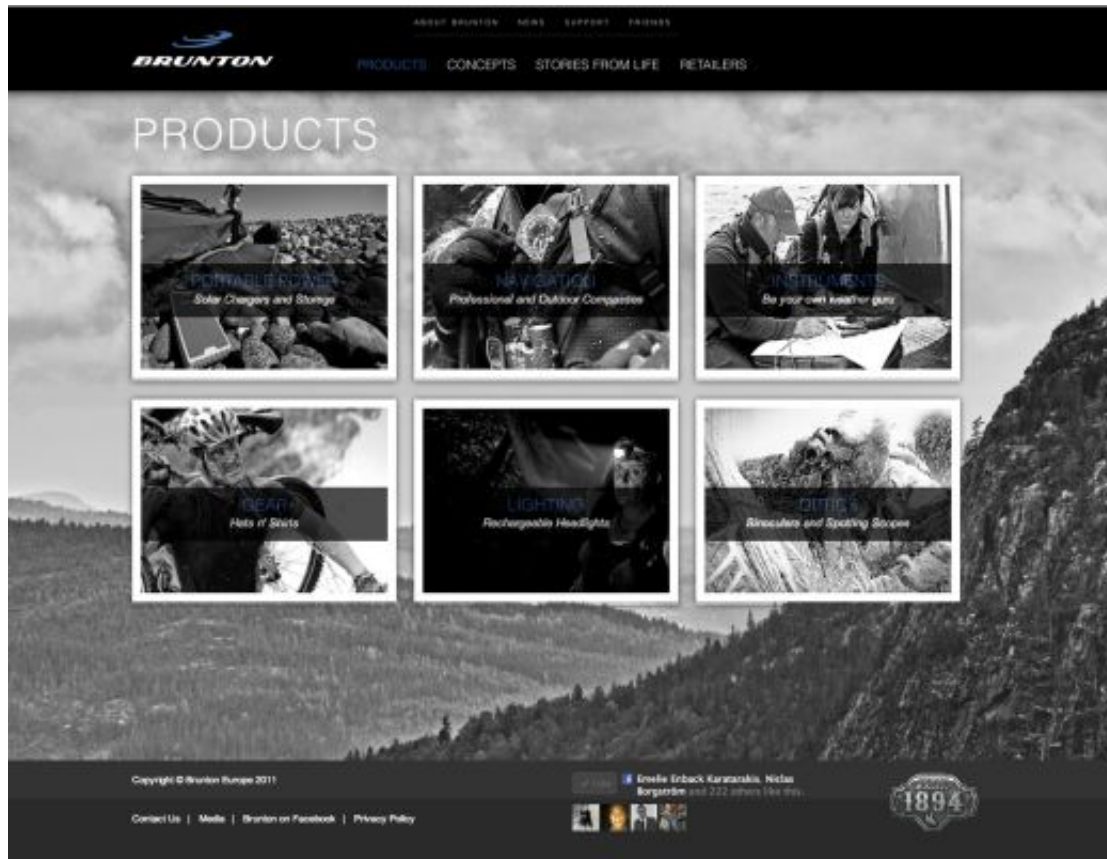 ABOUT BRUNTON NEWS SUPPORT FRIENDS
BRUNTON
PRODUCTS CONCEPTS STORIES FROM LIFE RETAILERS
PRODUCTS
PORTABLE POWER
Solar Chargers and Storage
NAVIGATION
Professional and Outdoor Compasses
INSTRUMENTS
Be your own weather guru
GEAR
Hats n' Shirts
LIGHTING
Rechargeable Headlights
OPTICS
Binoculars and Spotting Scopes
Copyright © Brunton Europe 2011
Like
Emelie Enback Karatarakis, Niclas
Borgström and 222 others like this.
Contact Us | Media | Brunton on Facebook | Privacy Policy
1894